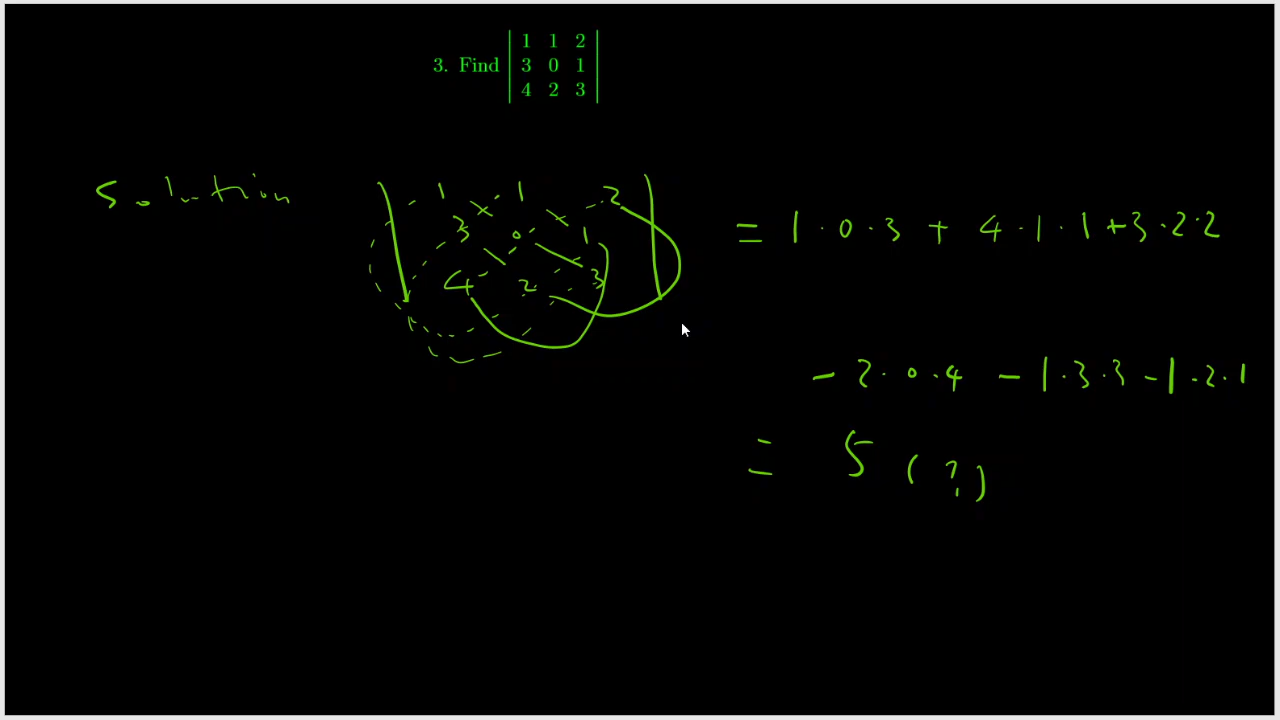 3. Find | 1 1 2 |
| 3 0 1 |
| 4 2 3 |
Solution
| 1 1 2 |
| 3 0 1 |
| 4 2 3 |
= 1 · 0 · 3 + 4 · 1 · 1 + 3 · 2 · 2
- 2 · 0 · 4 - 1 · 3 · 3 - 1 · 2 · 1
= 5 (?)